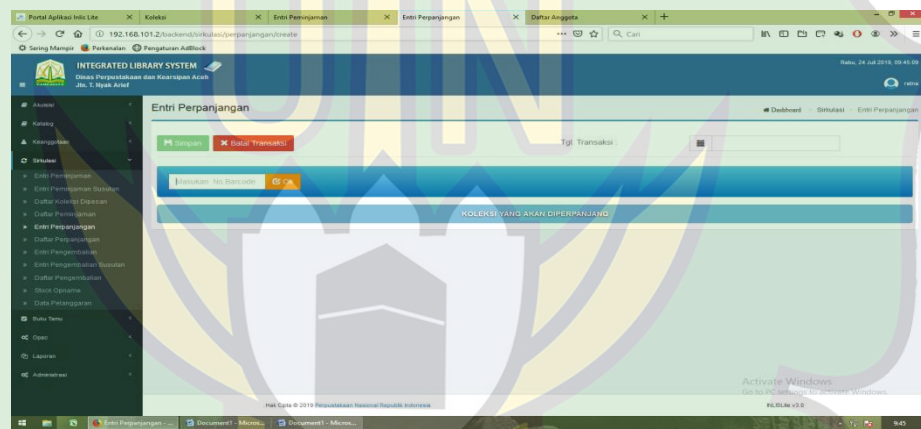 Portal Aplikasi Inlis Lite
Koleksi
Entri Peminjaman
Entri Perpanjangan
Daftar Anggota
192.168.101.2/backend/sirkulasi/perpanjangan/create
Cari
Sering Mampir
Perkenalan
Pengaturan AdBlock
INTEGRATED LIBRARY SYSTEM
Dinas Perpustakaan dan Kearsipan Aceh
Jln. T. Nyak Arief
Rabu, 24 Juli 2019, 09:45:09
Akuisisi
Katalog
Keanggotaan
Sirkulasi
Entri Peminjaman
Entri Peminjaman Susulan
Daftar Koleksi Dipesan
Daftar Peminjaman
Entri Perpanjangan
Daftar Perpanjangan
Entri Pengembalian
Entri Pengembalian Susulan
Daftar Pengembalian
Stock Opname
Data Pelanggaran
Buku Tamu
Opac
Laporan
Administrasi
Entri Perpanjangan
Dashboard
Sirkulasi
Entri Perpanjangan
Simpan
Batal Transaksi
Tgl. Transaksi :
Masukan No.Barcode
OK
KOLEKSI YANG AKAN DIPERPANJANG
Activate Windows
Go to PC settings to activate Windows.
Hak Cipta © 2019 Perpustakaan Nasional Republik Indonesia
INLISLite v3.0
Entri Perpanjangan - ...
Document1 - Micros...
Document1 - Micros...
9:45